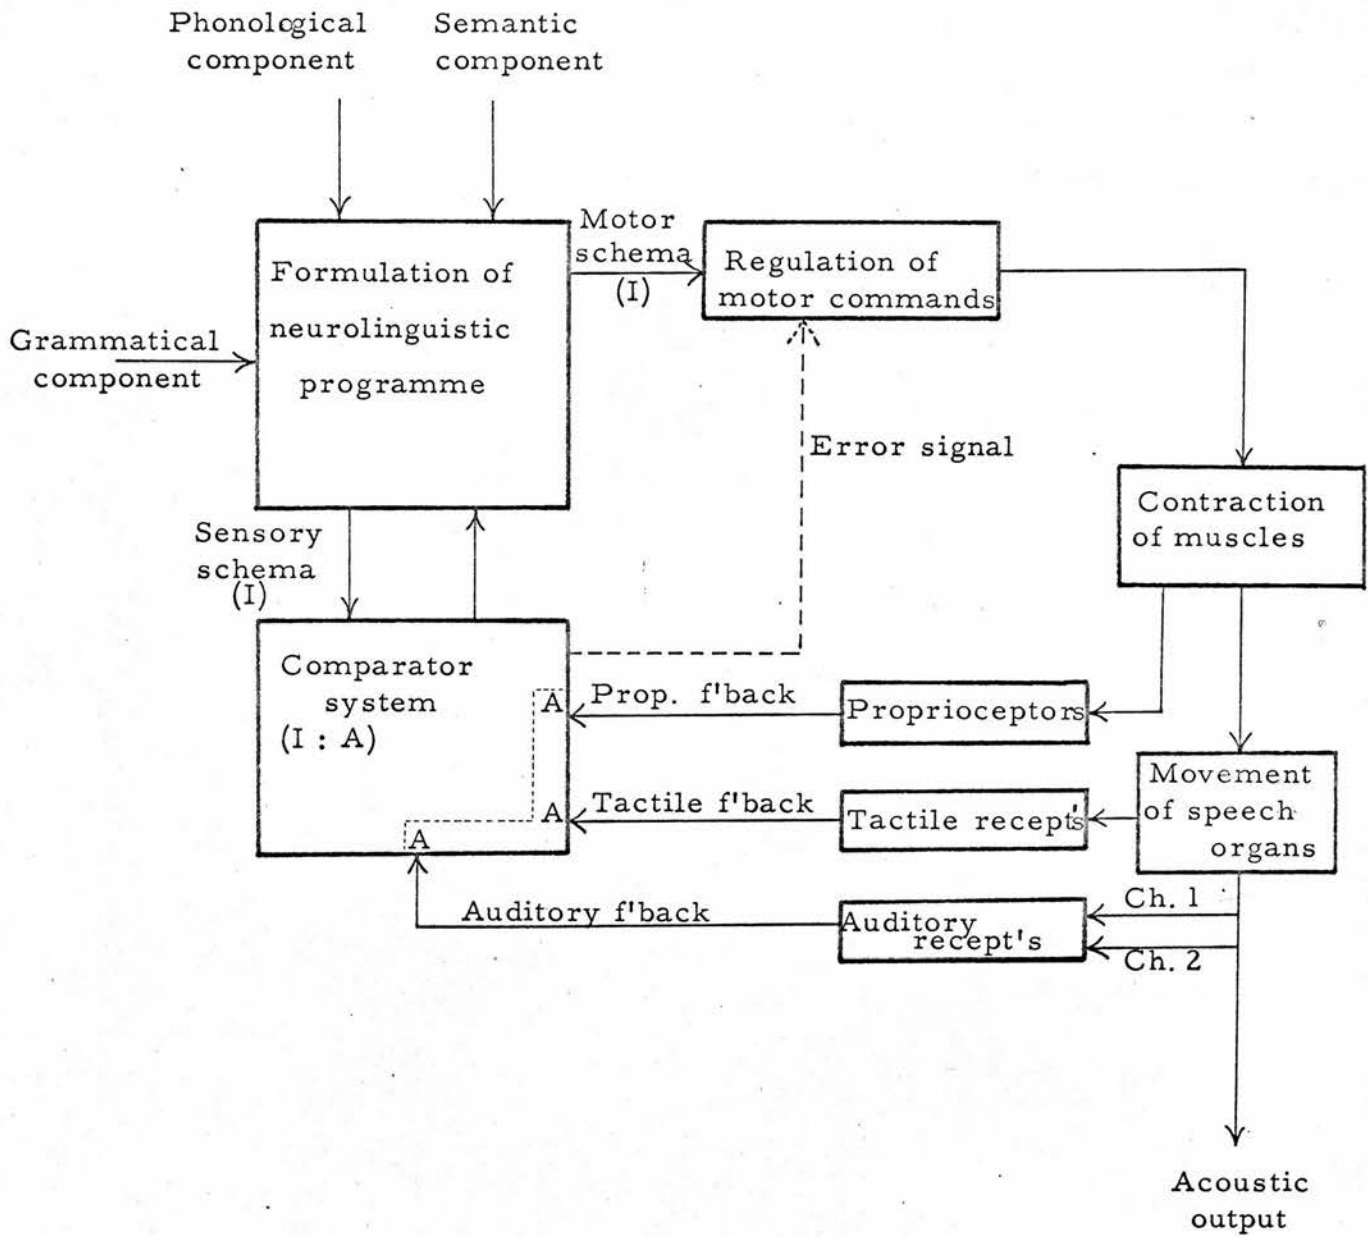 Phonological
component
Semantic
component
Formulation of
neurolinguistic
programme
Motor
schema
(I)
Regulation of
motor commands
Grammatical
component
Error signal
Contraction
of muscles
Sensory
schema
(I)
Comparator
system
(I : A)
A
Prop. f'back
Proprioceptors
A
Tactile f'back
Tactile recept's
Movement
of speech
organs
A
Auditory f'back
Auditory
recept's
Ch. 1
Ch. 2
Acoustic
output